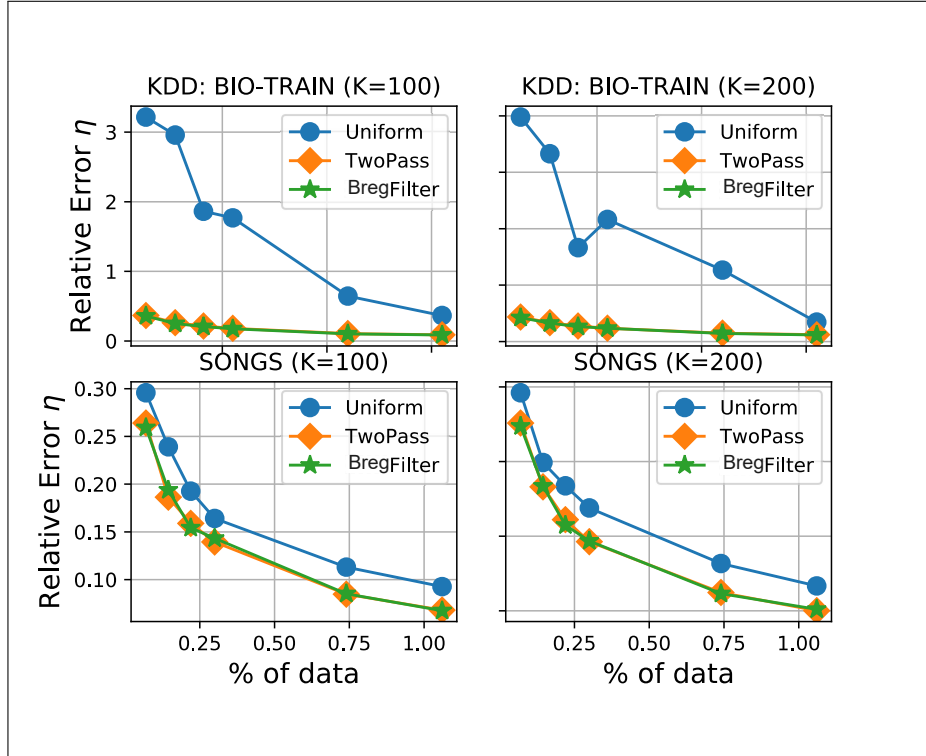 KDD: BIO-TRAIN (K=100)
Relative Error η
3
2
1
0
Uniform
TwoPass
BregFilter
KDD: BIO-TRAIN (K=200)
Uniform
TwoPass
BregFilter
SONGS (K=100)
Relative Error η
0.30
0.25
0.20
0.15
0.10
Uniform
TwoPass
BregFilter
0.25 0.50 0.75 1.00
% of data
SONGS (K=200)
Uniform
TwoPass
BregFilter
0.25 0.50 0.75 1.00
% of data